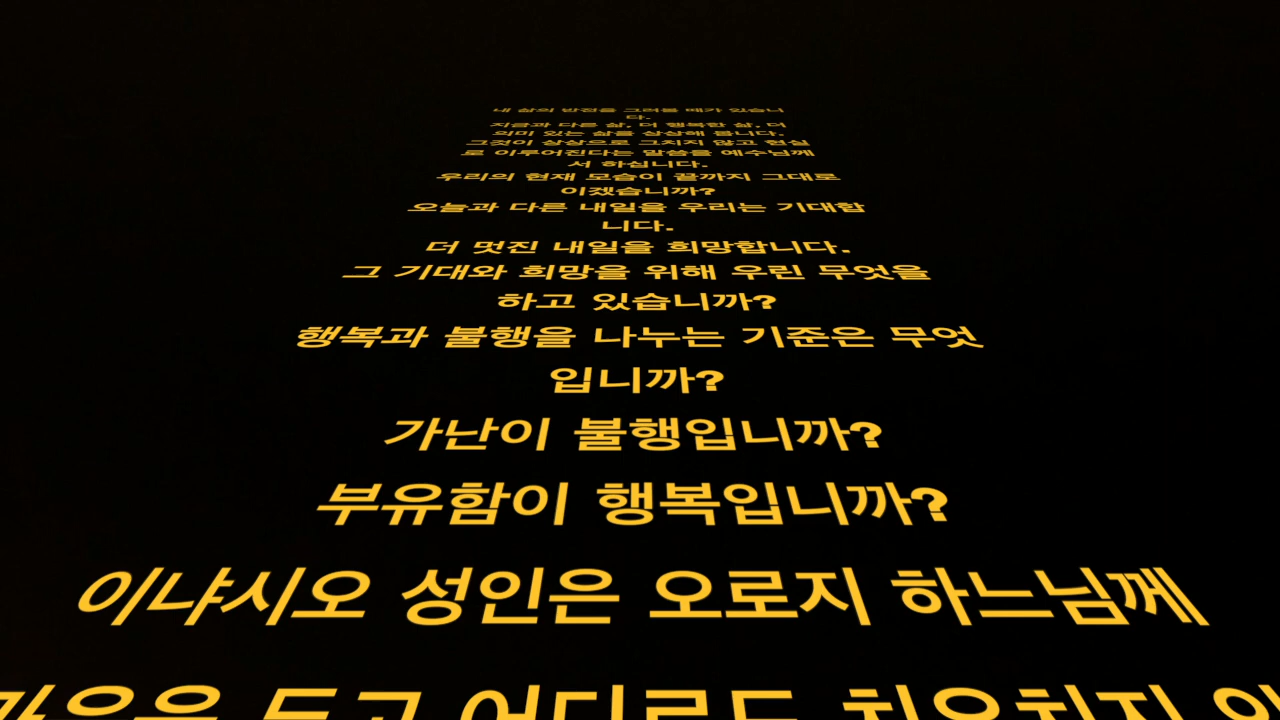 내 삶의 반전을 그려볼 때가 있습니
다.
지금과 다른 삶, 더 행복한 삶, 더
의미 있는 삶을 상상해 봅니다.
그것이 상상으로 그치지 않고 현실
로 이루어진다는 말씀을 예수님께
서 하십니다.
우리의 현재 모습이 끝까지 그대로
이겠습니까?
오늘과 다른 내일을 우리는 기대합
니다.
더 멋진 내일을 희망합니다.
그 기대와 희망을 위해 우린 무엇을
하고 있습니까?
행복과 불행을 나누는 기준은 무엇
입니까?
가난이 불행입니까?
부유함이 행복입니까?
이냐시오 성인은 오로지 하느님께
두고 어디로도